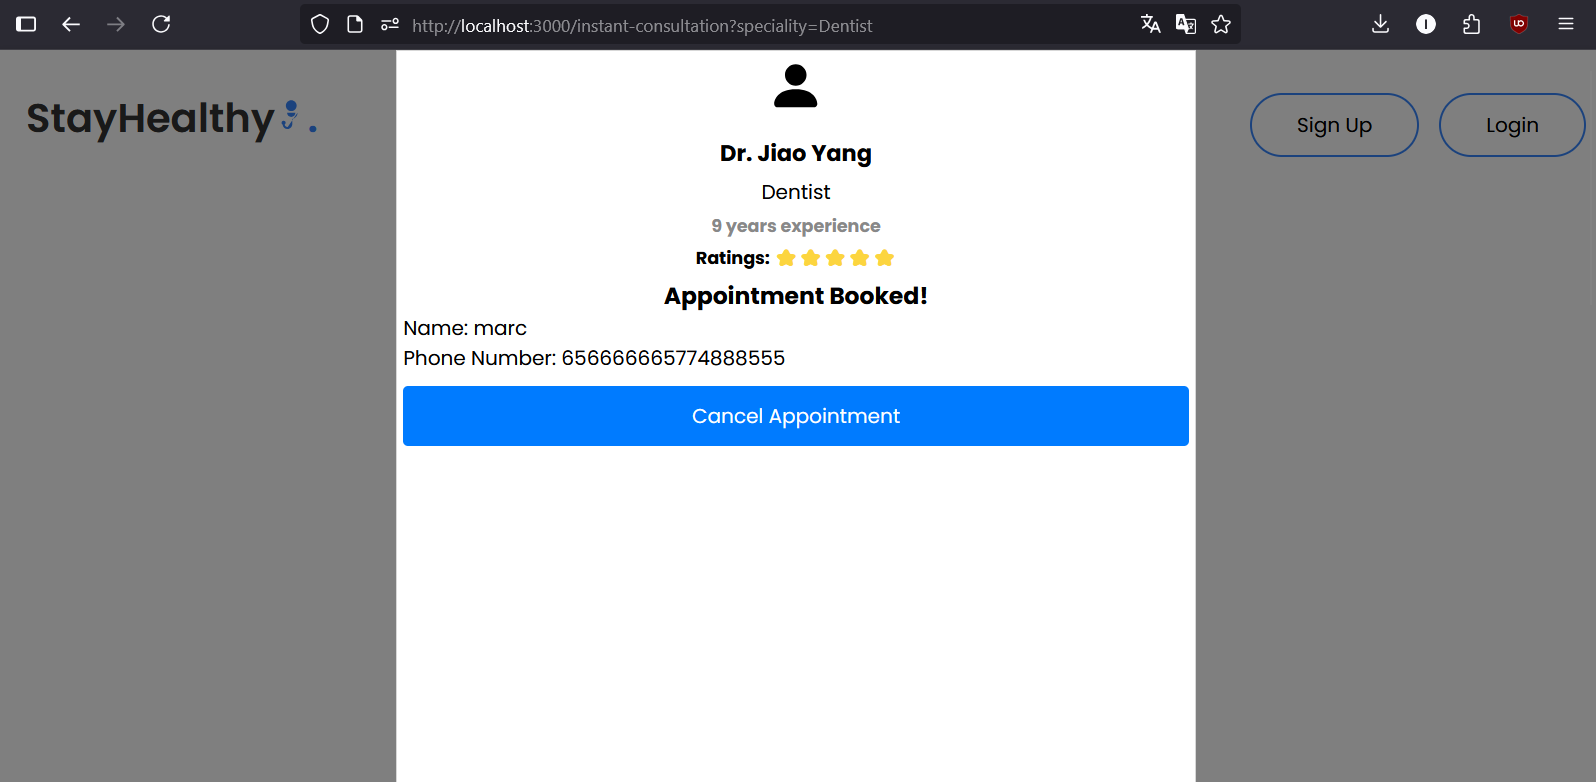 http://localhost:3000/instant-consultation?speciality=Dentist
StayHealthy.
Sign Up
Login
Dr. Jiao Yang
Dentist
9 years experience
Ratings:
Appointment Booked!
Name: marc
Phone Number: 656666665774888555
Cancel Appointment